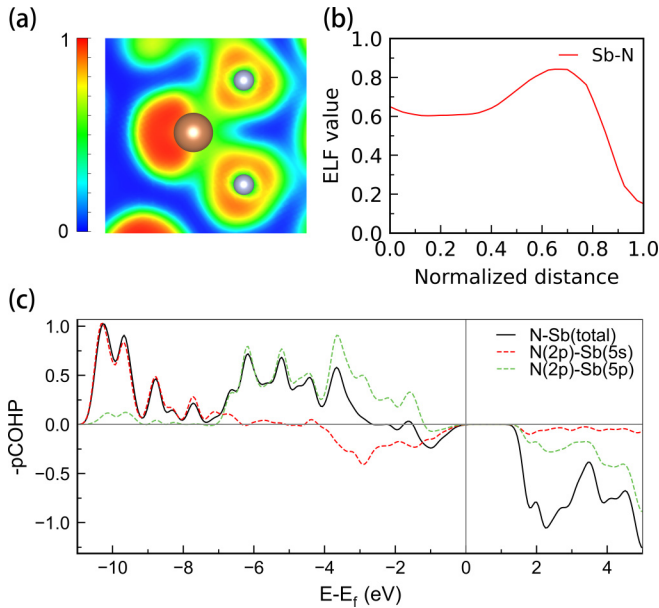 (a)
1
0
(b)
ELF value
1.0
0.8
0.6
0.4
0.2
0.0
Sb-N
0.0 0.2 0.4 0.6 0.8 1.0
Normalized distance
(c)
-pCOHP
1.0
0.5
0.0
−0.5
−1.0
N-Sb(total)
N(2p)-Sb(5s)
N(2p)-Sb(5p)
−10 −8 −6 −4 −2 0 2 4
E-Ef (eV)